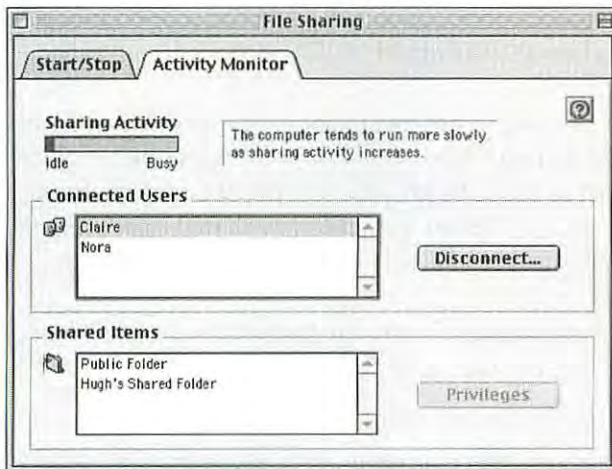 File Sharing
Start/Stop Activity Monitor
Sharing Activity
Idle Busy
The computer tends to run more slowly
as sharing activity increases.
Connected Users
Claire
Nora
Disconnect...
Shared Items
Public Folder
Hugh's Shared Folder
Privileges